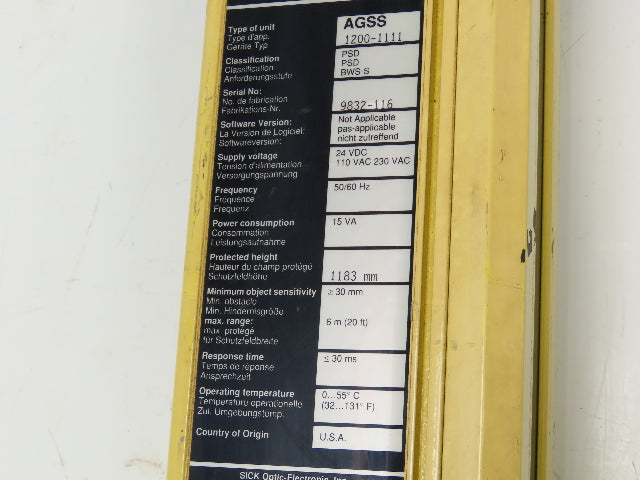 Type of unit AGSS
Type d'app. 1200-1111
Geräte Typ
Classification PSD
Classification PSD
Anforderungsstufe BWS-S
Serial No:
No. de fabrication 9832-116
Fabrikations-Nr.
Software Version: Not Applicable
La Version de Logiciel: pas-applicable
Softwareversion: nicht zutreffend
Supply voltage 24 VDC
Tension d'alimentation 110 VAC 230 VAC
Versorgungspannung
Frequency 50/60 Hz
Frequence
Frequenz
Power consumption 15 VA
Consommation
Leistungsaufnahme
Protected height
Hauteur du champ protégé 1183 mm
Schutzfeldhöhe
Minimum object sensitivity ≥ 30 mm
Min. obstacle
Min. Hindernisgröße
max. range: 6 m (20 ft)
max. protégé
für Schutzfeldbreite
Response time ≤ 30 ms
Temps de réponse
Ansprechzeit
Operating temperature 0...55° C
Temperature operationelle (32...131° F)
Zul. Umgebungstemp.
Country of Origin U.S.A.
SICK Optic-Electronic, Inc.